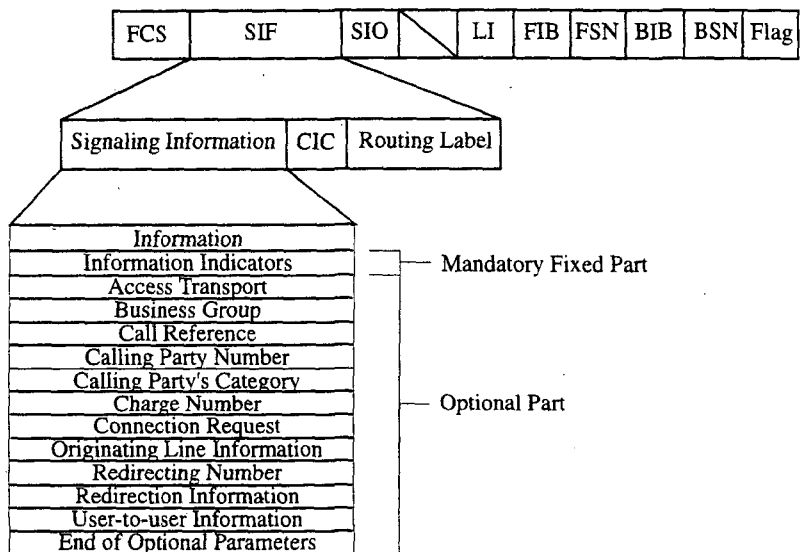 FCS SIF SIO LI FIB FSN BIB BSN Flag
Signaling Information CIC Routing Label
Information
Information Indicators
Mandatory Fixed Part
Access Transport
Business Group
Call Reference
Calling Party Number
Calling Party's Category
Charge Number
Optional Part
Connection Request
Originating Line Information
Redirecting Number
Redirection Information
User-to-user Information
End of Optional Parameters